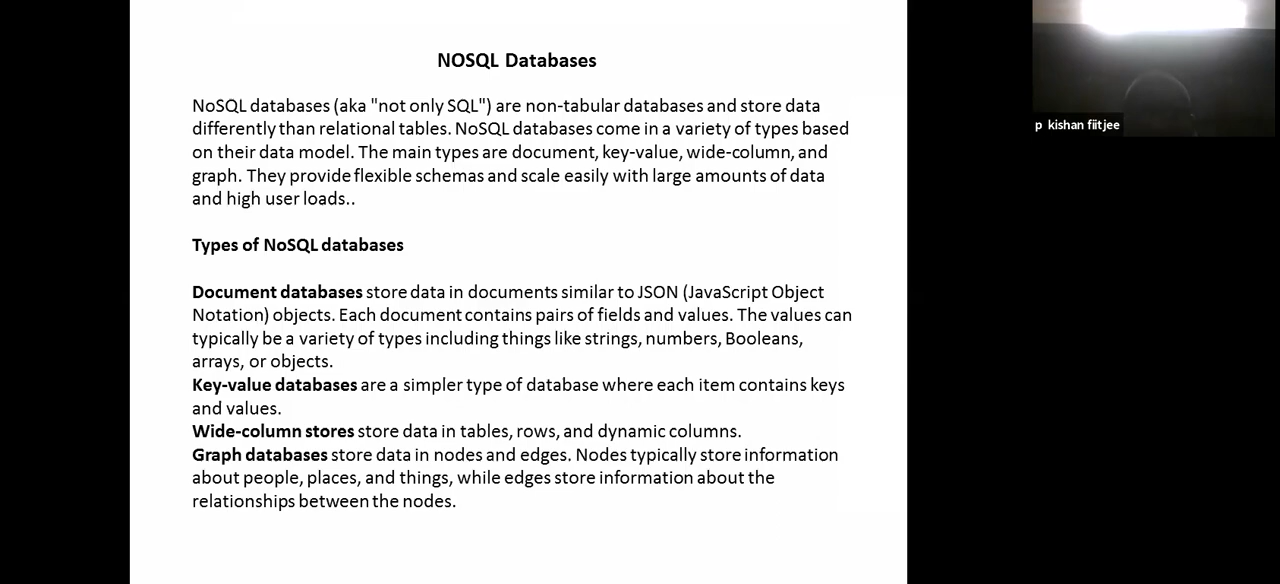 NOSQL Databases
NoSQL databases (aka "not only SQL") are non-tabular databases and store data
differently than relational tables. NoSQL databases come in a variety of types based
on their data model. The main types are document, key-value, wide-column, and
graph. They provide flexible schemas and scale easily with large amounts of data
and high user loads..
Types of NoSQL databases
Document databases store data in documents similar to JSON (JavaScript Object
Notation) objects. Each document contains pairs of fields and values. The values can
typically be a variety of types including things like strings, numbers, Booleans,
arrays, or objects.
Key-value databases are a simpler type of database where each item contains keys
and values.
Wide-column stores store data in tables, rows, and dynamic columns.
Graph databases store data in nodes and edges. Nodes typically store information
about people, places, and things, while edges store information about the
relationships between the nodes.
p kishan fiitjee